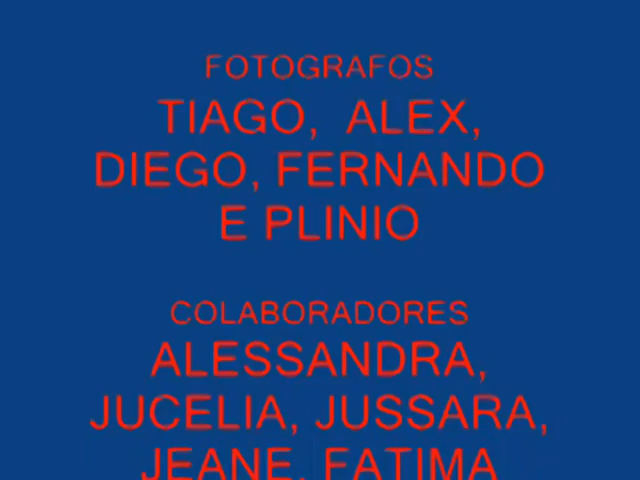 FOTOGRAFOS
TIAGO, ALEX,
DIEGO, FERNANDO
E PLINIO
COLABORADORES
ALESSANDRA,
JUCELIA, JUSSARA,
JEANE, FATIMA